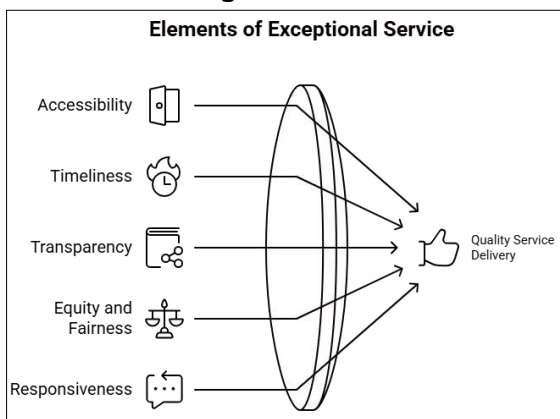 Elements of Exceptional Service
Accessibility
Timeliness
Transparency
Equity and
Fairness
Responsiveness
Quality Service
Delivery